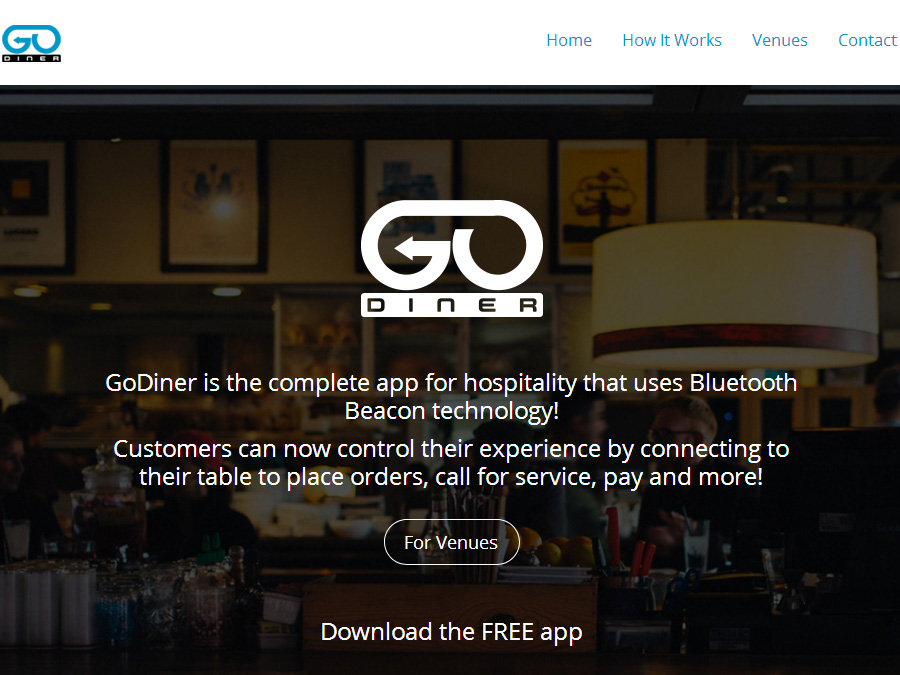 GO
DINER
Home
How It Works
Venues
Contact
GO
DINER
GoDiner is the complete app for hospitality that uses Bluetooth
Beacon technology!
Customers can now control their experience by connecting to
their table to place orders, call for service, pay and more!
For Venues
Download the FREE app